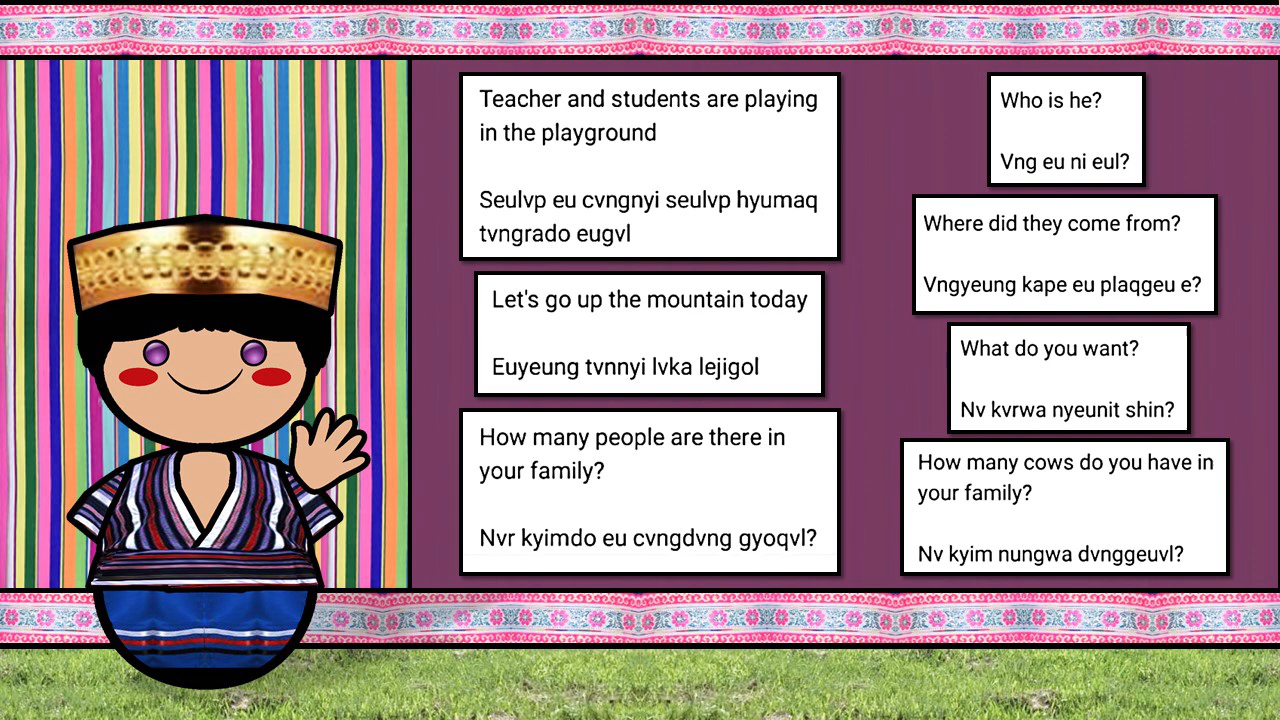 Teacher and students are playing
in the playground
Seulvp eu cvngnyi seulvp hyumaq
tvngrado eugvl
Let's go up the mountain today
Euyeung tvnnyi lvka lejigol
How many people are there in
your family?
Nvr kyimdo eu cvngdvng gyoqvl?
Who is he?
Vng eu ni eul?
Where did they come from?
Vngyeung kape eu plaqgeu e?
What do you want?
Nv kvrwa nyeunit shin?
How many cows do you have in
your family?
Nv kyim nungwa dvnggeuvl?